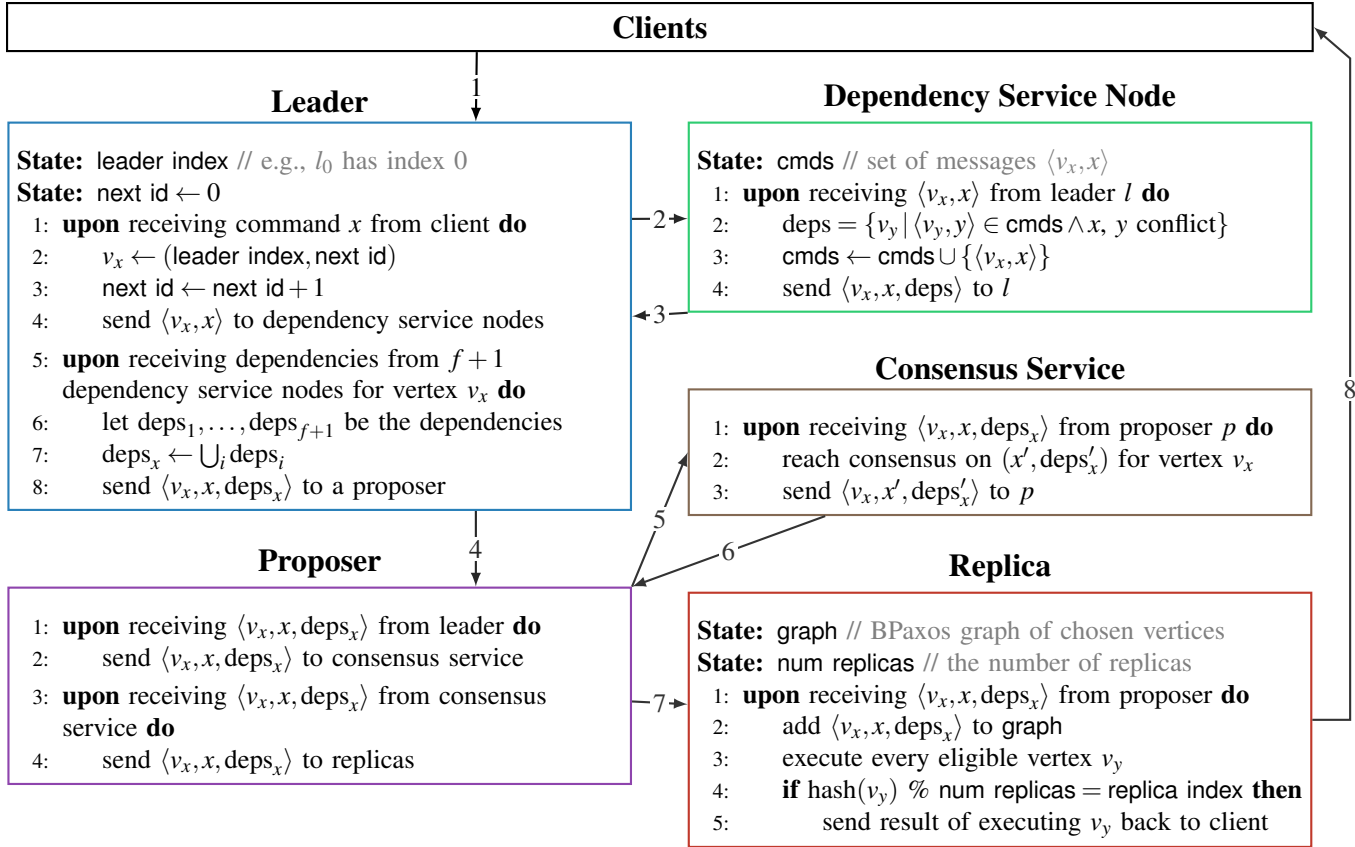 Clients
1
Leader
State: leader index // e.g., l₀ has index 0
State: next id ← 0
1: upon receiving command x from client do
2: vₓ ← (leader index, next id)
3: next id ← next id + 1
4: send ⟨vₓ, x⟩ to dependency service nodes
5: upon receiving dependencies from f + 1
dependency service nodes for vertex vₓ do
6: let deps₁, …, deps_{f+1} be the dependencies
7: depsₓ ← ⋃ᵢ depsᵢ
8: send ⟨vₓ, x, depsₓ⟩ to a proposer
2
3
Dependency Service Node
State: cmds // set of messages ⟨vₓ, x⟩
1: upon receiving ⟨vₓ, x⟩ from leader l do
2: deps = {v_y | ⟨v_y, y⟩ ∈ cmds ∧ x, y conflict}
3: cmds ← cmds ∪ {⟨vₓ, x⟩}
4: send ⟨vₓ, x, deps⟩ to l
Consensus Service
1: upon receiving ⟨vₓ, x, depsₓ⟩ from proposer p do
2: reach consensus on (x′, deps′ₓ) for vertex vₓ
3: send ⟨vₓ, x′, deps′ₓ⟩ to p
4
5
6
Proposer
1: upon receiving ⟨vₓ, x, depsₓ⟩ from leader do
2: send ⟨vₓ, x, depsₓ⟩ to consensus service
3: upon receiving ⟨vₓ, x, depsₓ⟩ from consensus
service do
4: send ⟨vₓ, x, depsₓ⟩ to replicas
7
Replica
State: graph // BPaxos graph of chosen vertices
State: num replicas // the number of replicas
1: upon receiving ⟨vₓ, x, depsₓ⟩ from proposer do
2: add ⟨vₓ, x, depsₓ⟩ to graph
3: execute every eligible vertex v_y
4: if hash(v_y) % num replicas = replica index then
5: send result of executing v_y back to client
8